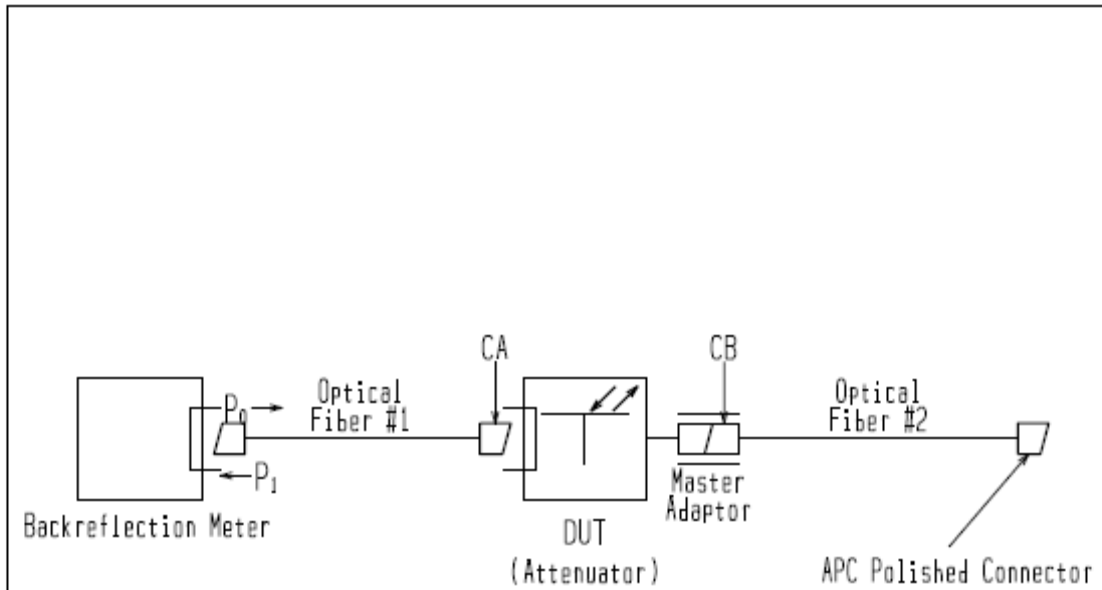 CA
CB
P0
Optical
Fiber #1
Optical
Fiber #2
P1
Master
Adaptor
Backreflection Meter
DUT
(Attenuator)
APC Polished Connector